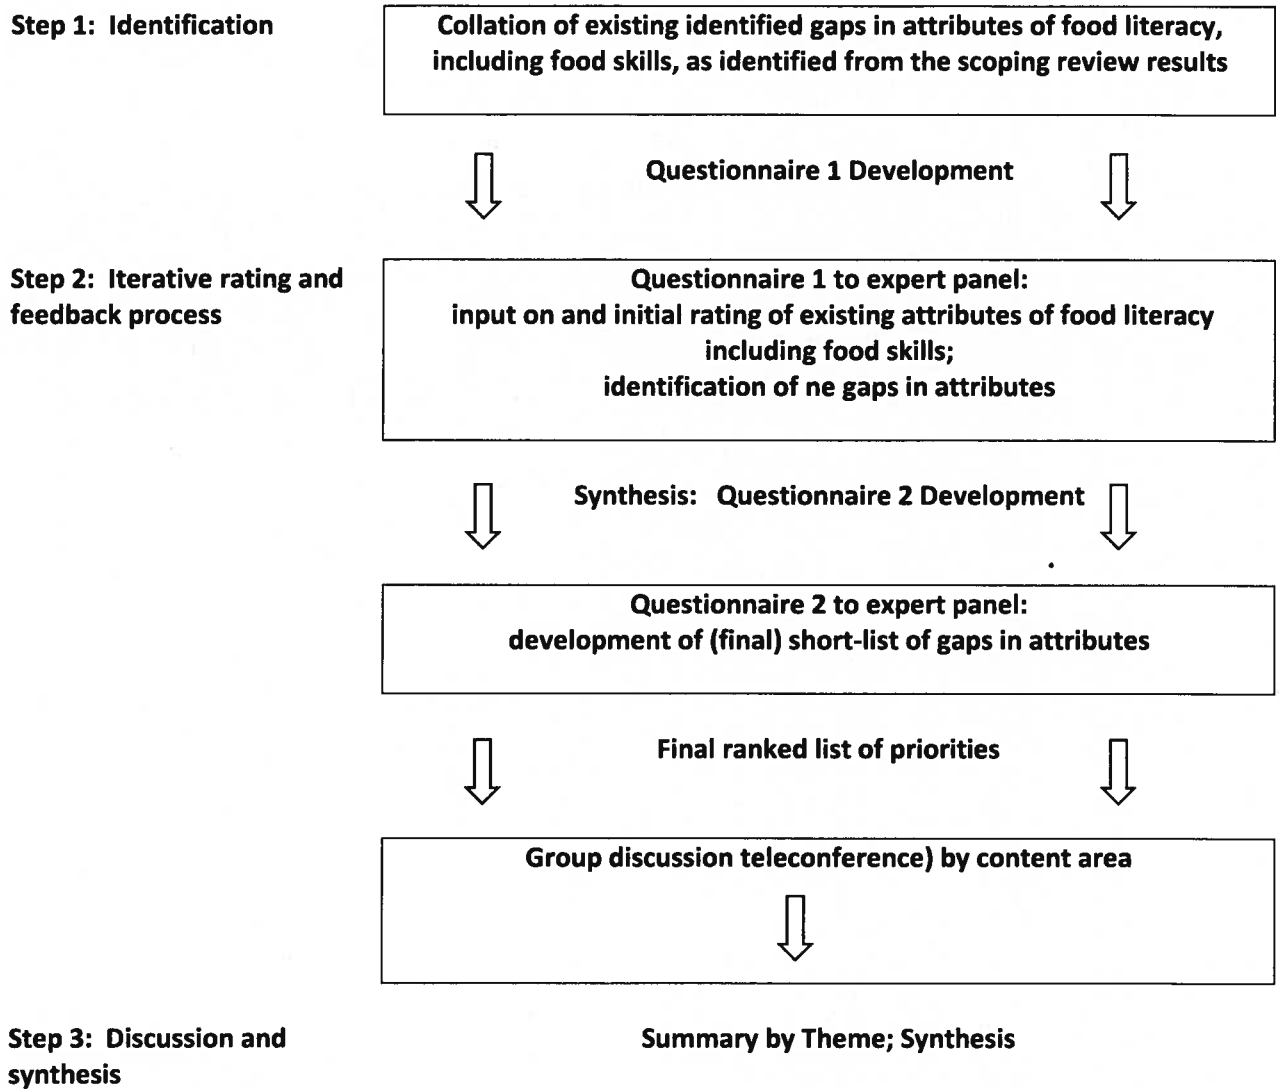 Step 1: Identification
Collation of existing identified gaps in attributes of food literacy,
including food skills, as identified from the scoping review results
Questionnaire 1 Development
Step 2: Iterative rating and
feedback process
Questionnaire 1 to expert panel:
input on and initial rating of existing attributes of food literacy
including food skills;
identification of ne gaps in attributes
Synthesis: Questionnaire 2 Development
Questionnaire 2 to expert panel:
development of (final) short-list of gaps in attributes
Final ranked list of priorities
Group discussion teleconference) by content area
Step 3: Discussion and
synthesis
Summary by Theme; Synthesis